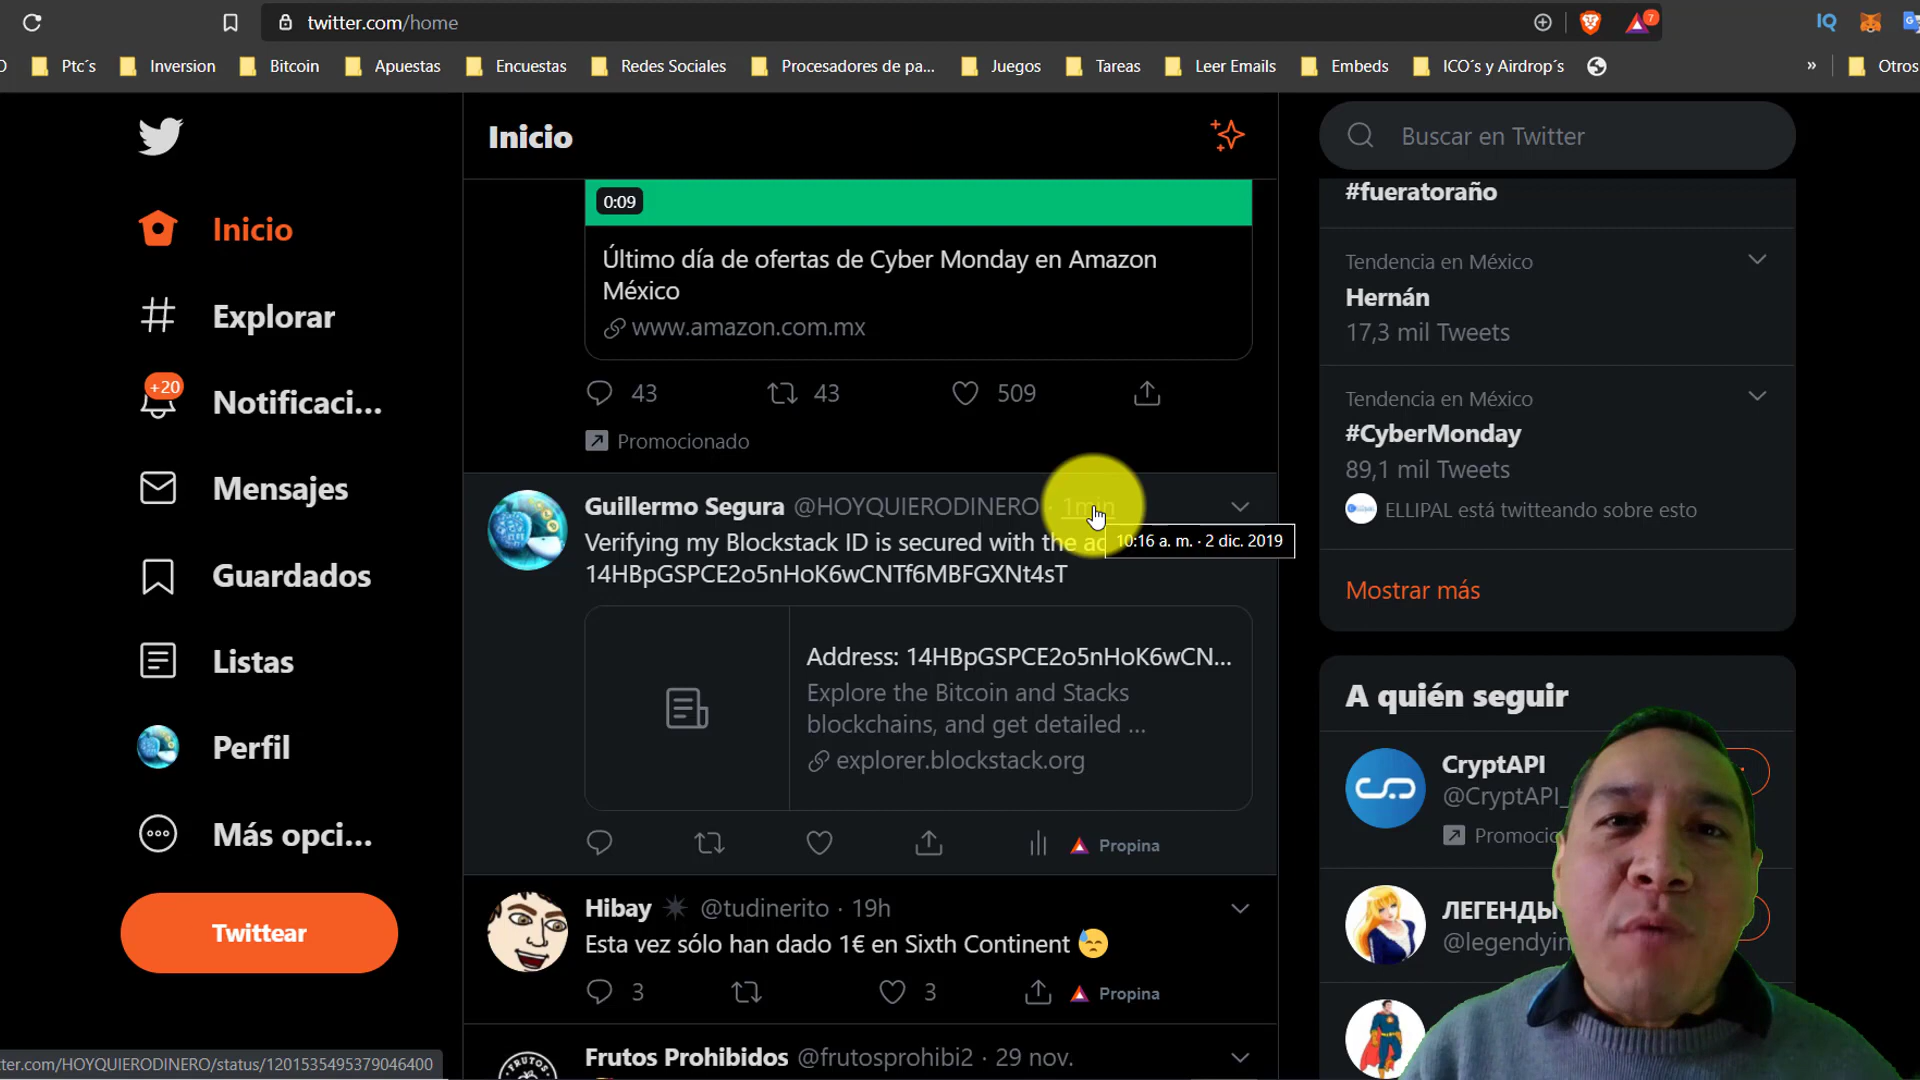 twitter.com/home
7
IQ
Ptc´s
Inversion
Bitcoin
Apuestas
Encuestas
Redes Sociales
Procesadores de pa...
Juegos
Tareas
Leer Emails
Embeds
ICO´s y Airdrop´s
»
Otros
Inicio
Explorar
+20
Notificaci...
Mensajes
Guardados
Listas
Perfil
Más opci...
Twittear
ter.com/HOYQUIERODINERO/status/1201535495379046400
Inicio
0:09
Último día de ofertas de Cyber Monday en Amazon
México
www.amazon.com.mx
43 43 509
Promocionado
Guillermo Segura @HOYQUIERODINERO · 1min
10:16 a. m. · 2 dic. 2019
Verifying my Blockstack ID is secured with the
14HBpGSPCE2o5nHoK6wCNTf6MBFGXNt4sT
Address: 14HBpGSPCE2o5nHoK6wCN...
Explore the Bitcoin and Stacks
blockchains, and get detailed ...
explorer.blockstack.org
Propina
Hibay @tudinerito · 19h
Esta vez sólo han dado 1€ en Sixth Continent
3 3 Propina
FRUTOS
Frutos Prohibidos @frutosprohibi2 · 29 nov.
Buscar en Twitter
#fueratoraño
Tendencia en México
Hernán
17,3 mil Tweets
Tendencia en México
#CyberMonday
89,1 mil Tweets
ELLIPAL está twitteando sobre esto
Mostrar más
A quién seguir
CryptAPI
@CryptAPI_
Promocio
ЛЕГЕНДЫ
@legendyin